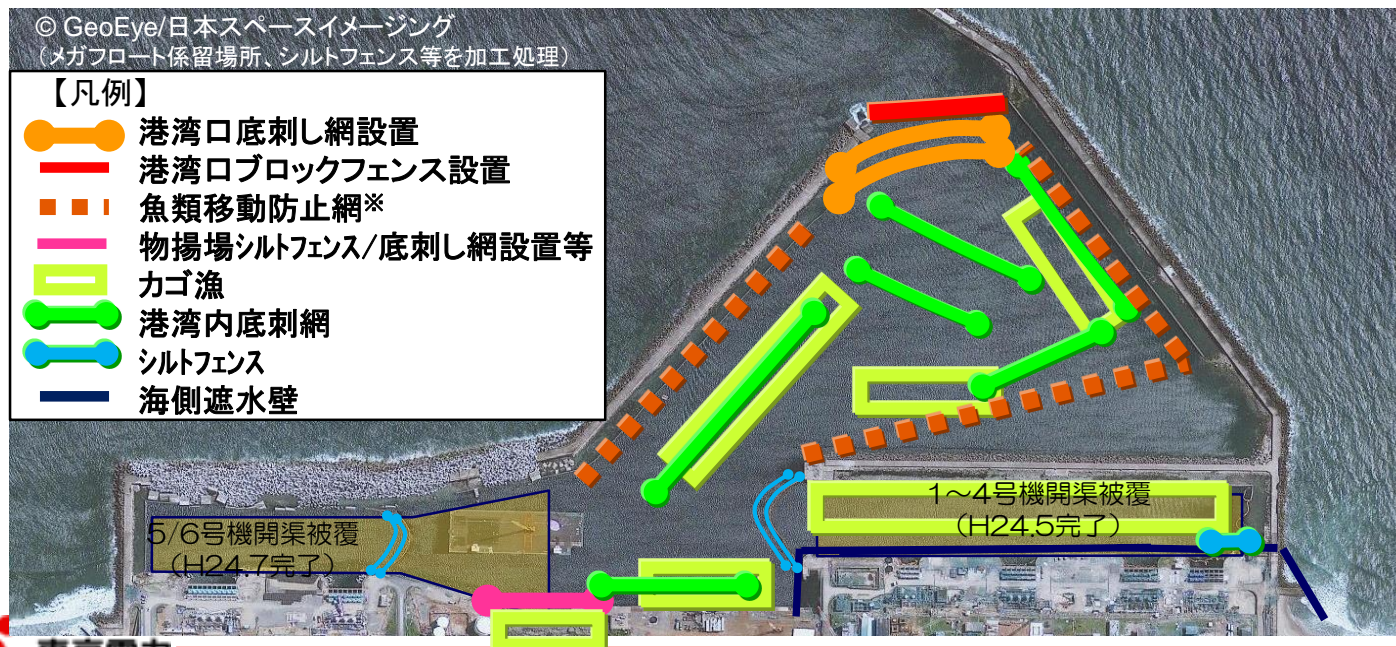 © GeoEye/日本スペースイメージング
（メガフロート係留場所、シルトフェンス等を加工処理）
【凡例】
港湾口底刺し網設置
港湾口ブロックフェンス設置
魚類移動防止網※
物揚場シルトフェンス/底刺し網設置等
カゴ漁
港湾内底刺網
シルトフェンス
海側遮水壁
1～4号機開渠被覆
（H24.5完了）
5/6号機開渠被覆
（H24.7完了）